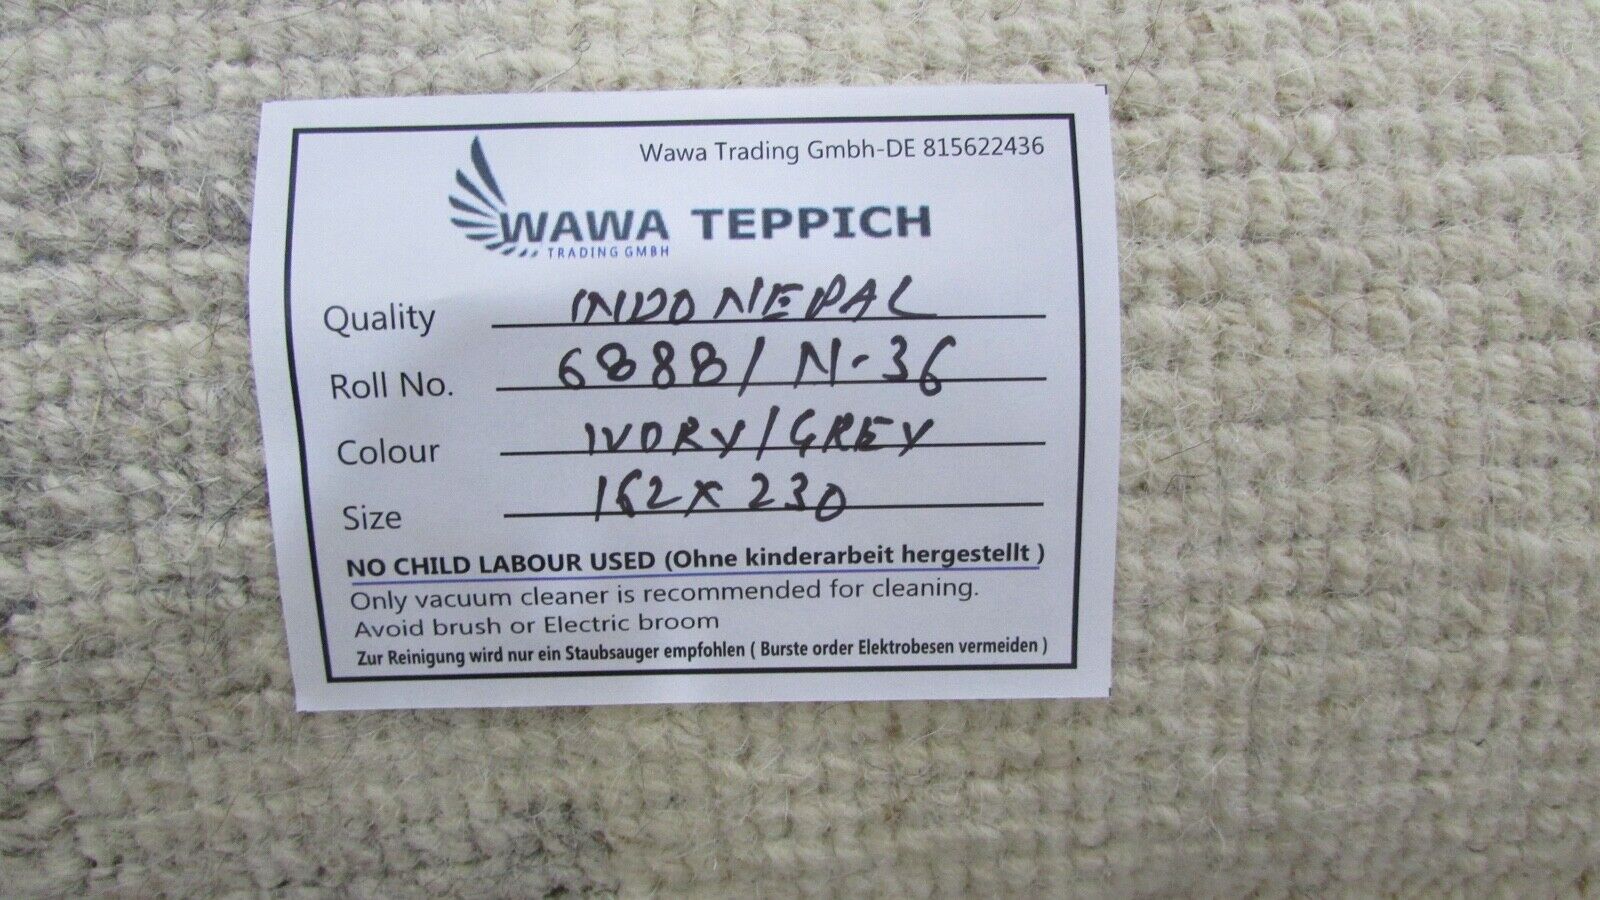 Wawa Trading Gmbh-DE 815622436
WAWA TEPPICH
TRADING GMBH
Quality INDO NEPAL
Roll No. 6888/ N-36
Colour IVORY/GREY
Size 162x230
NO CHILD LABOUR USED (Ohne kinderarbeit hergestellt )
Only vacuum cleaner is recommended for cleaning.
Avoid brush or Electric broom
Zur Reinigung wird nur ein Staubsauger empfohlen ( Burste order Elektrobesen vermeiden )